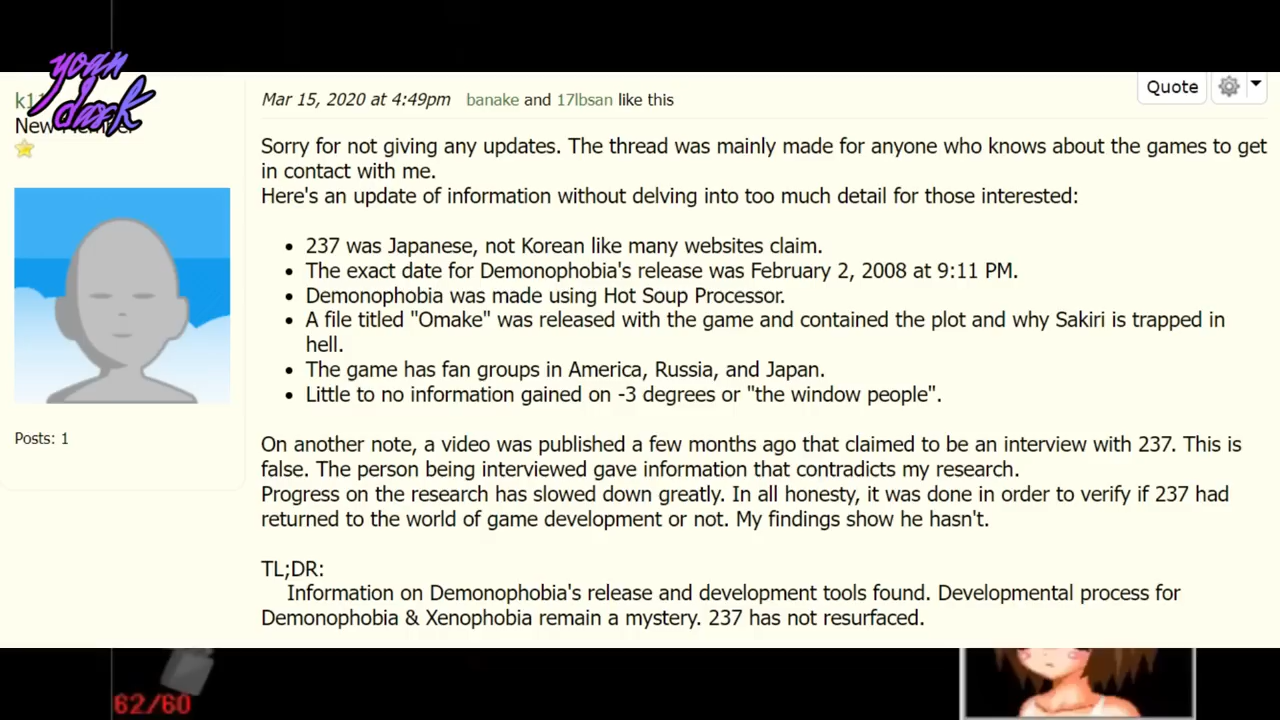 yoan
dark
Mar 15, 2020 at 4:49pm banake and 17lbsan like this
Quote
New
Sorry for not giving any updates. The thread was mainly made for anyone who knows about the games to get
in contact with me.
Here's an update of information without delving into too much detail for those interested:
• 237 was Japanese, not Korean like many websites claim.
• The exact date for Demonophobia's release was February 2, 2008 at 9:11 PM.
• Demonophobia was made using Hot Soup Processor.
• A file titled "Omake" was released with the game and contained the plot and why Sakiri is trapped in
hell.
• The game has fan groups in America, Russia, and Japan.
• Little to no information gained on -3 degrees or "the window people".
Posts: 1
On another note, a video was published a few months ago that claimed to be an interview with 237. This is
false. The person being interviewed gave information that contradicts my research.
Progress on the research has slowed down greatly. In all honesty, it was done in order to verify if 237 had
returned to the world of game development or not. My findings show he hasn't.
TL;DR:
Information on Demonophobia's release and development tools found. Developmental process for
Demonophobia & Xenophobia remain a mystery. 237 has not resurfaced.
62/60